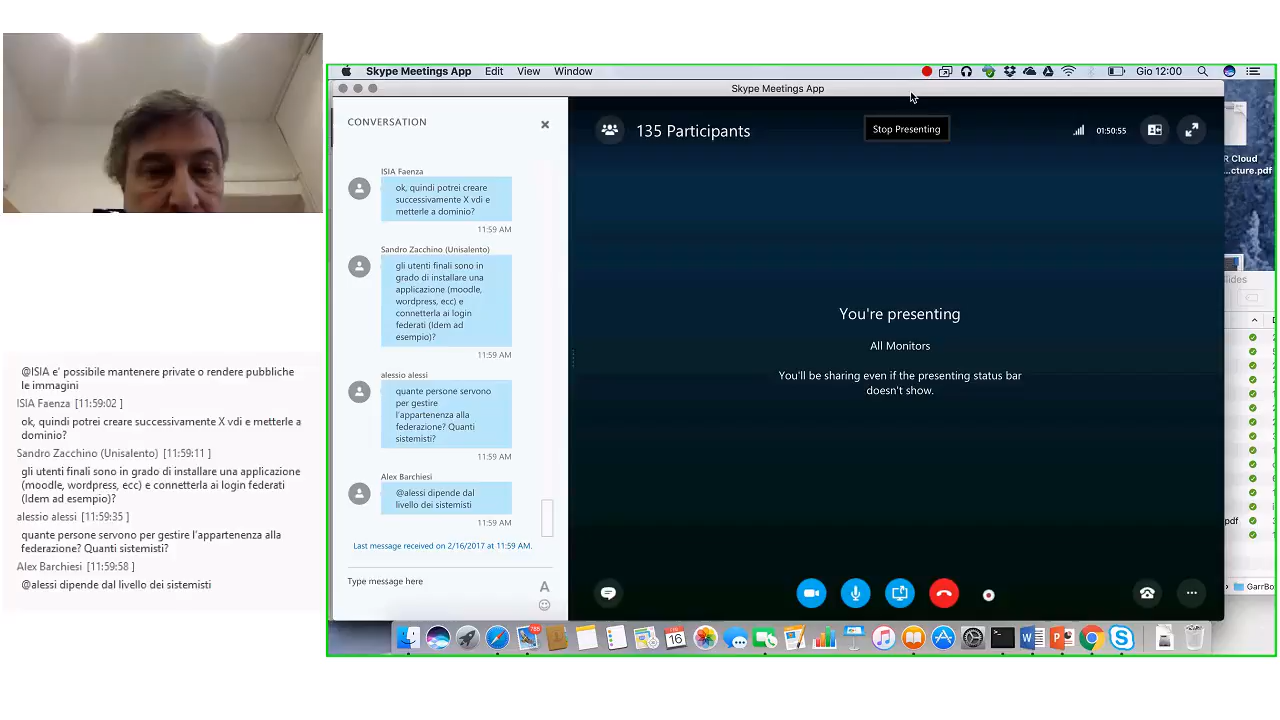 Skype Meetings App Edit View Window
Gio 12:00
Skype Meetings App
CONVERSATION
135 Participants
Stop Presenting
01:50:55
ISIA Faenza
ok, quindi potrei creare
successivamente X vdi e
metterle a dominio?
11:59 AM
Sandro Zacchino (Unisalento)
gli utenti finali sono in
grado di installare una
applicazione (moodle,
wordpress, ecc) e
connetterla ai login
federati (Idem ad
esempio)?
11:59 AM
alessio alessi
quante persone servono
per gestire
l'appartenenza alla
federazione? Quanti
sistemisti?
11:59 AM
Alex Barchiesi
@alessi dipende dal
livello dei sistemisti
11:59 AM
Last message received on 2/16/2017 at 11:59 AM.
Type message here
A
You're presenting
All Monitors
You'll be sharing even if the presenting status bar
doesn't show.
R Cloud
...cture.pdf
pdf
@ISIA e' possibile mantenere private o rendere pubbliche
le immagini
ISIA Faenza [11:59:02 ]
ok, quindi potrei creare successivamente X vdi e metterle a
dominio?
Sandro Zacchino (Unisalento) [11:59:11 ]
gli utenti finali sono in grado di installare una applicazione
(moodle, wordpress, ecc) e connetterla ai login federati
(Idem ad esempio)?
alessio alessi [11:59:35 ]
quante persone servono per gestire l'appartenenza alla
federazione? Quanti sistemisti?
Alex Barchiesi [11:59:58 ]
@alessi dipende dal livello dei sistemisti